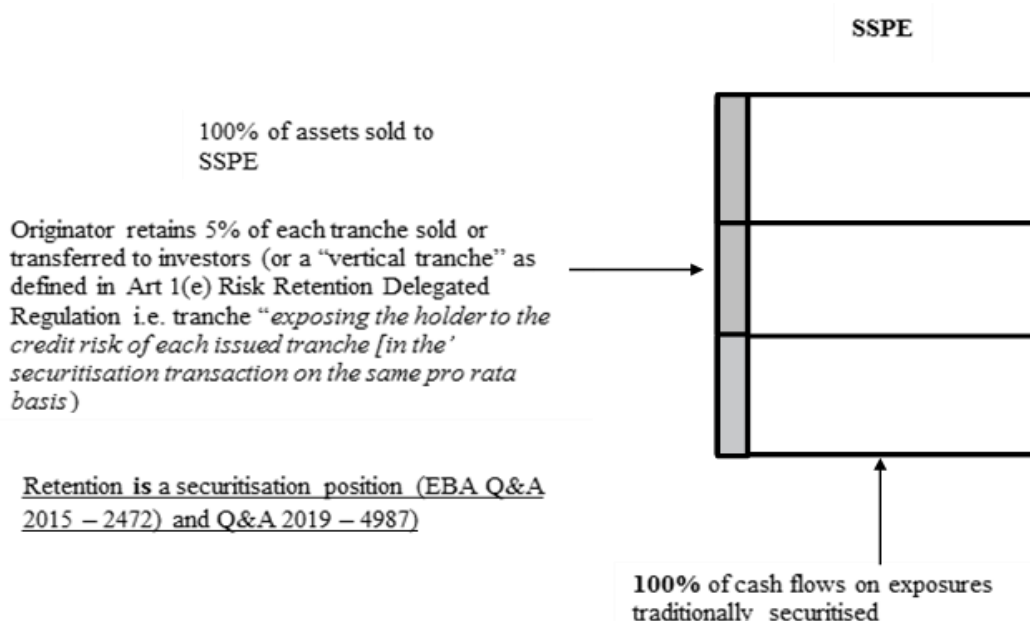 SSPE
100% of assets sold to
SSPE
Originator retains 5% of each tranche sold or
transferred to investors (or a “vertical tranche” as
defined in Art 1(e) Risk Retention Delegated
Regulation i.e. tranche “exposing the holder to the
credit risk of each issued tranche [in the’
securitisation transaction on the same pro rata
basis)
Retention is a securitisation position (EBA Q&A
2015 – 2472) and Q&A 2019 – 4987)
100% of cash flows on exposures
traditionally securitised